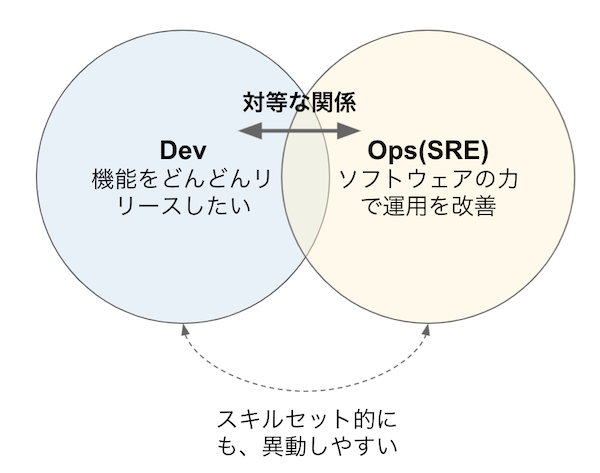 対等な関係
Dev
機能をどんどんリ
リースしたい
Ops(SRE)
ソフトウェアの力
で運用を改善
スキルセット的に
も、異動しやすい